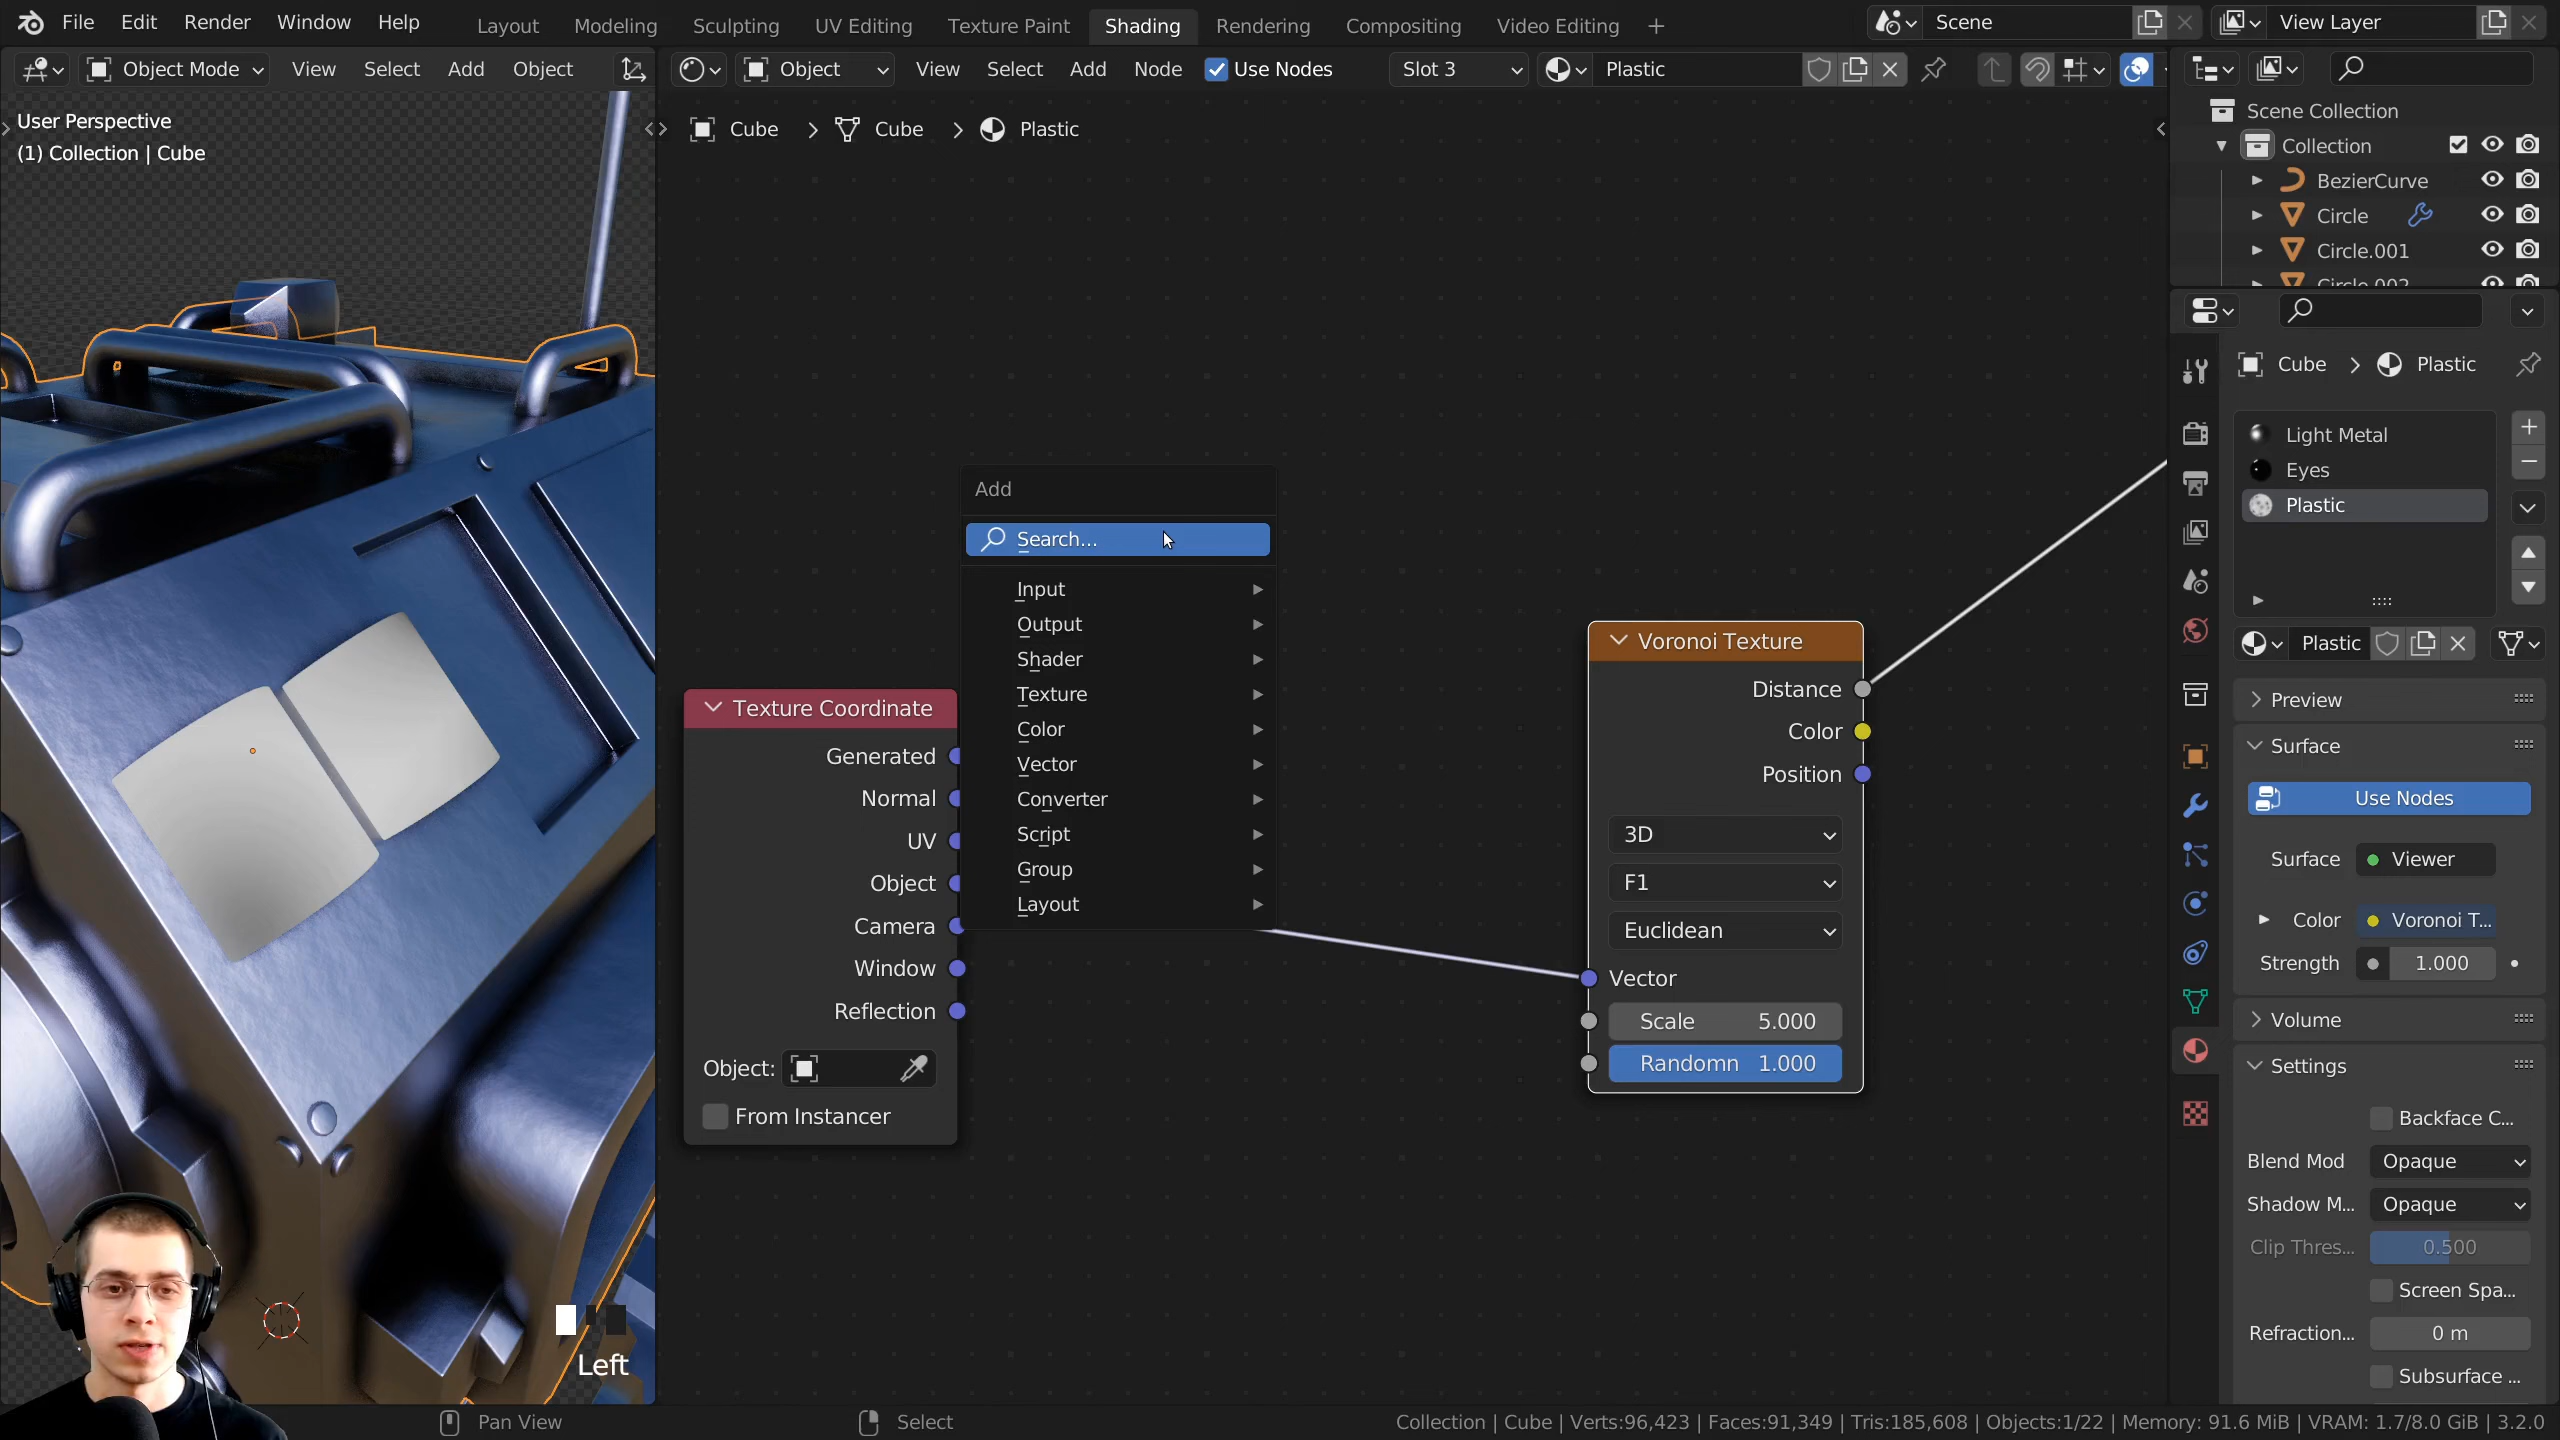 File Edit Render Window Help Layout Modeling Sculpting UV Editing Texture Paint Shading Rendering Compositing Video Editing + Scene View Layer
Object Mode View Select Add Object Object View Select Add Node Use Nodes Slot 3 Plastic
User Perspective
(1) Collection | Cube
Cube > Cube > Plastic
Add
Search...
Input
Output
Shader
Texture
Color
Vector
Converter
Script
Group
Layout
Texture Coordinate
Generated
Normal
UV
Object
Camera
Window
Reflection
Object:
From Instancer
Voronoi Texture
Distance
Color
Position
3D
F1
Euclidean
Vector
Scale 5.000
Randomn 1.000
Scene Collection
Collection
BezierCurve
Circle
Circle.001
Circle.002
Cube > Plastic
Light Metal
Eyes
Plastic
Plastic
Preview
Surface
Use Nodes
Surface Viewer
Color Voronoi T...
Strength 1.000
Volume
Settings
Backface C...
Blend Mod Opaque
Shadow M... Opaque
Clip Thres... 0.500
Screen Spa...
Refraction... 0 m
Subsurface ...
Left
Pan View Select Collection | Cube | Verts:96,423 | Faces:91,349 | Tris:185,608 | Objects:1/22 | Memory: 91.6 MiB | VRAM: 1.7/8.0 GiB | 3.2.0